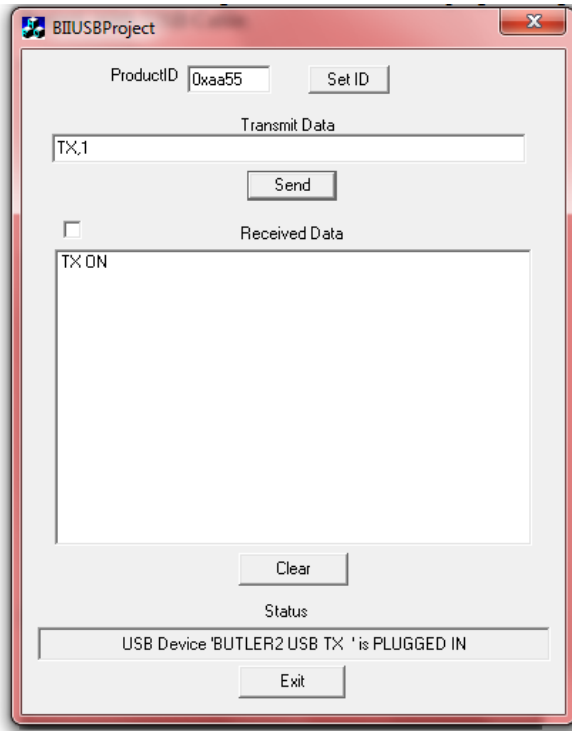 BIIUSBProject
ProductID 0xaa55 Set ID
Transmit Data
TX,1
Send
Received Data
TX ON
Clear
Status
USB Device 'BUTLER2 USB TX ' is PLUGGED IN
Exit